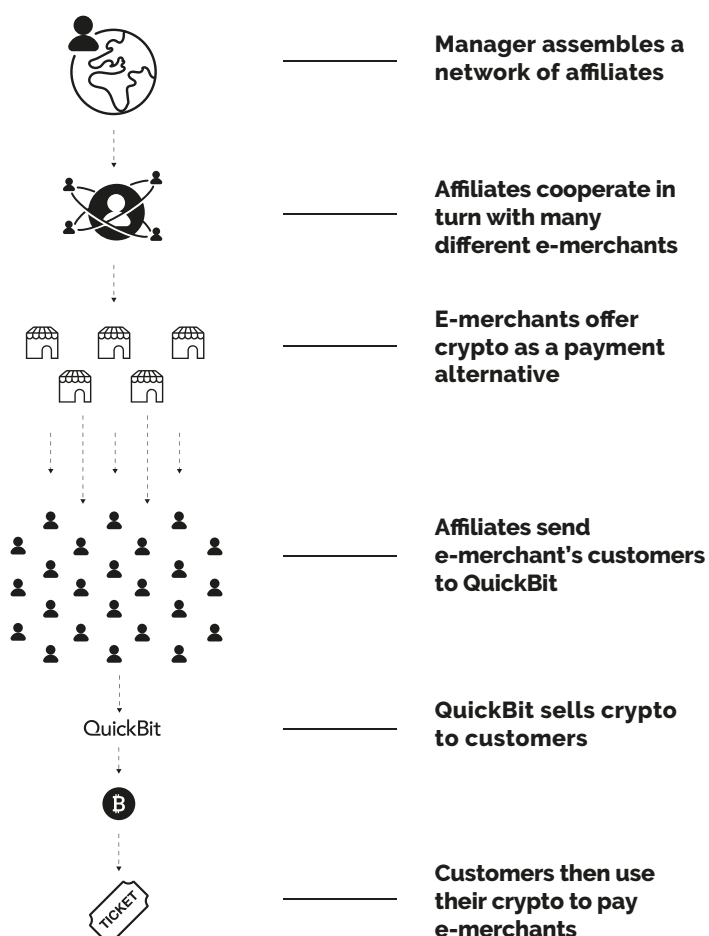 Manager assembles a
network of affiliates
Affiliates cooperate in
turn with many
different e-merchants
E-merchants offer
crypto as a payment
alternative
Affiliates send
e-merchant’s customers
to QuickBit
QuickBit sells crypto
to customers
QuickBit
Customers then use
their crypto to pay
e-merchants
TICKET